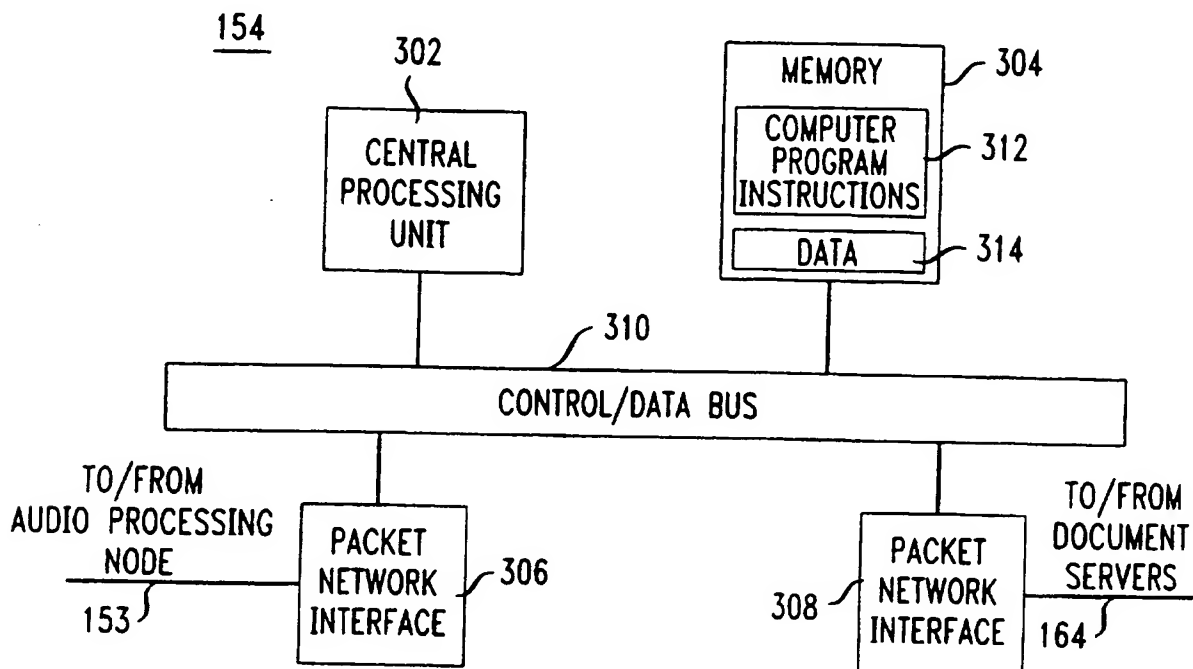 154
302
CENTRAL
PROCESSING
UNIT
MEMORY
304
COMPUTER
PROGRAM
INSTRUCTIONS
312
DATA
314
310
CONTROL/DATA BUS
TO/FROM
AUDIO PROCESSING
NODE
153
PACKET
NETWORK
INTERFACE
306
308
PACKET
NETWORK
INTERFACE
TO/FROM
DOCUMENT
SERVERS
164